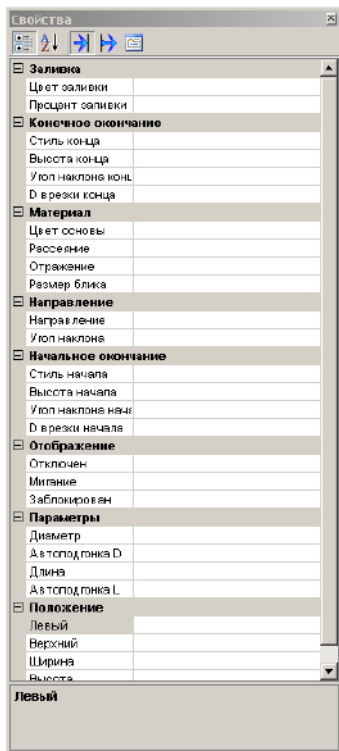 Свойства
Заливка
Цвет заливки
Процент заливки
Конечное окончание
Стиль конца
Высота конца
Угол наклона конц
D врезки конца
Материал
Цвет основы
Рассеяние
Отражение
Размер блика
Направление
Направление
Угол наклона
Начальное окончание
Стиль начала
Высота начала
Угол наклона нача
D врезки начала
Отображение
Отключен
Мигание
Заблокирован
Параметры
Диаметр
Автоподгонка D
Длина
Автоподгонка L
Положение
Левый
Верхний
Ширина
Высота
Левый